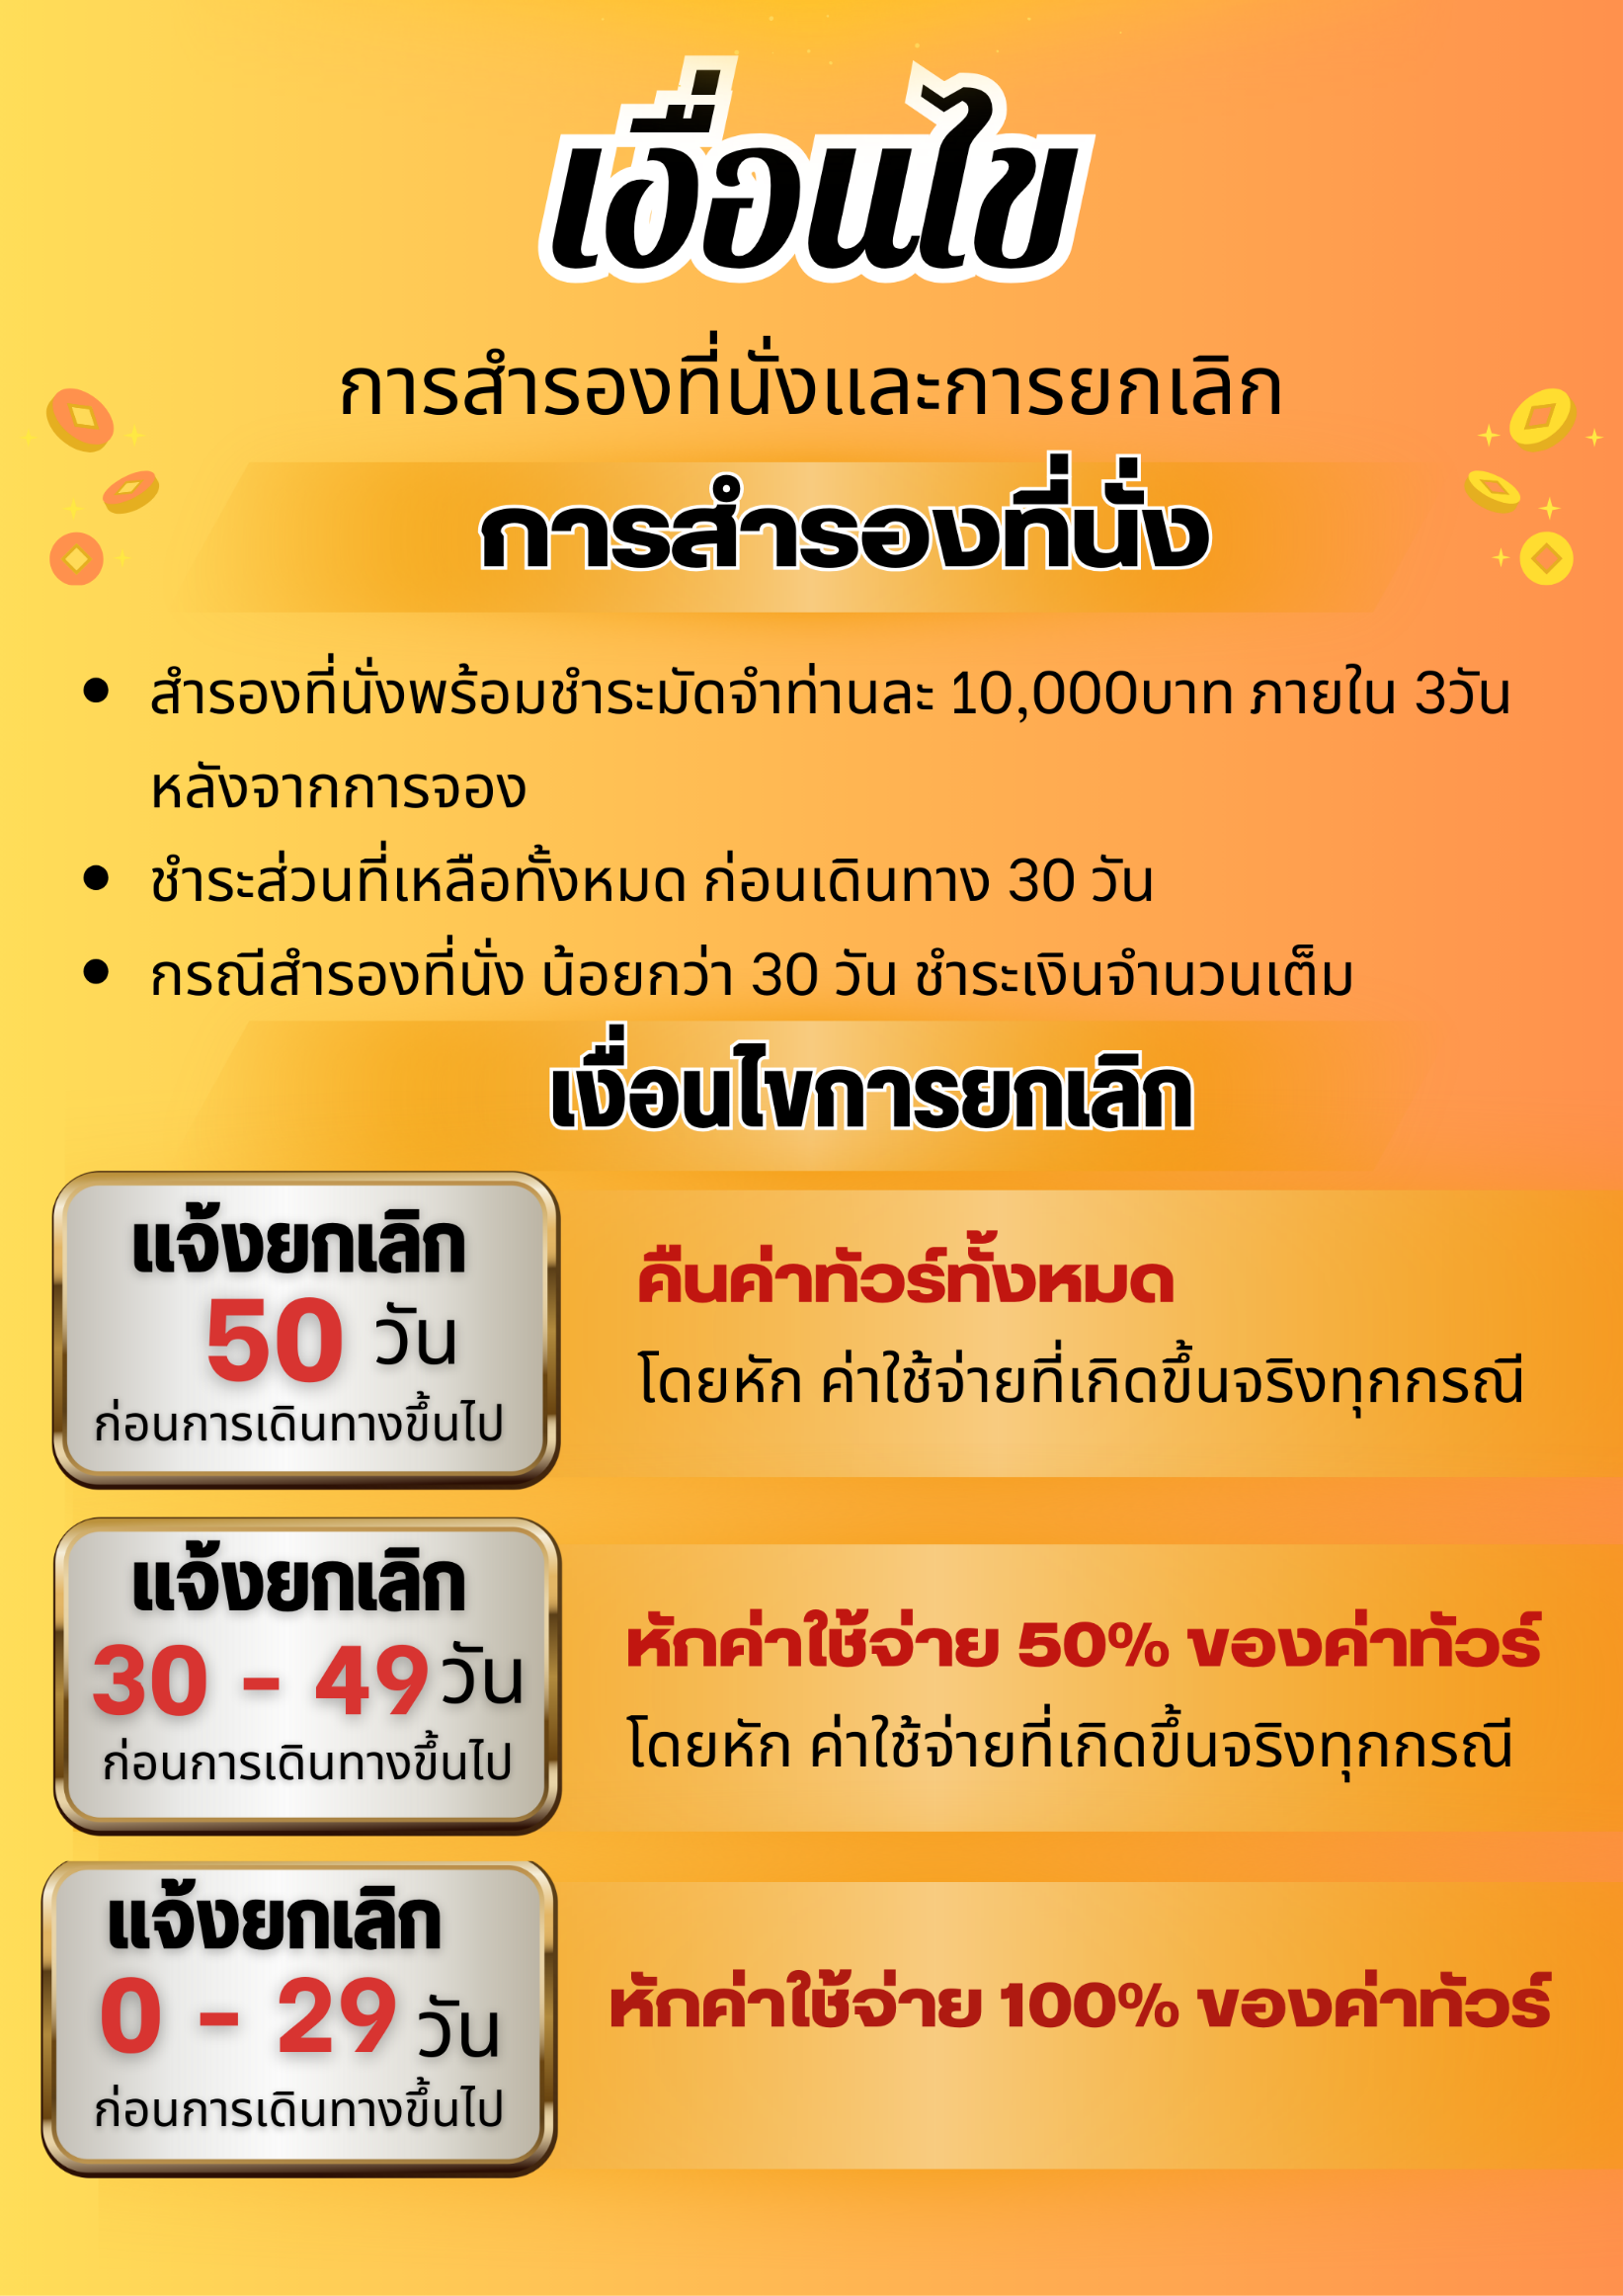 เงื่อนไข
การสำรองที่นั่งและการยกเลิก
การสำรองที่นั่ง
สำรองที่นั่งพร้อมชำระมัดจำท่านละ 10,000บาท ภายใน 3วัน
หลังจากการจอง
ชำระส่วนที่เหลือทั้งหมด ก่อนเดินทาง 30 วัน
กรณีสำรองที่นั่ง น้อยกว่า 30 วัน ชำระเงินจำนวนเต็ม
เงื่อนไขการยกเลิก
แจ้งยกเลิก
50 วัน
ก่อนการเดินทางขึ้นไป
คืนค่าทัวร์ทั้งหมด
โดยหัก ค่าใช้จ่ายที่เกิดขึ้นจริงทุกกรณี
แจ้งยกเลิก
30 - 49 วัน
ก่อนการเดินทางขึ้นไป
หักค่าใช้จ่าย 50% ของค่าทัวร์
โดยหัก ค่าใช้จ่ายที่เกิดขึ้นจริงทุกกรณี
แจ้งยกเลิก
0 - 29 วัน
ก่อนการเดินทางขึ้นไป
หักค่าใช้จ่าย 100% ของค่าทัวร์